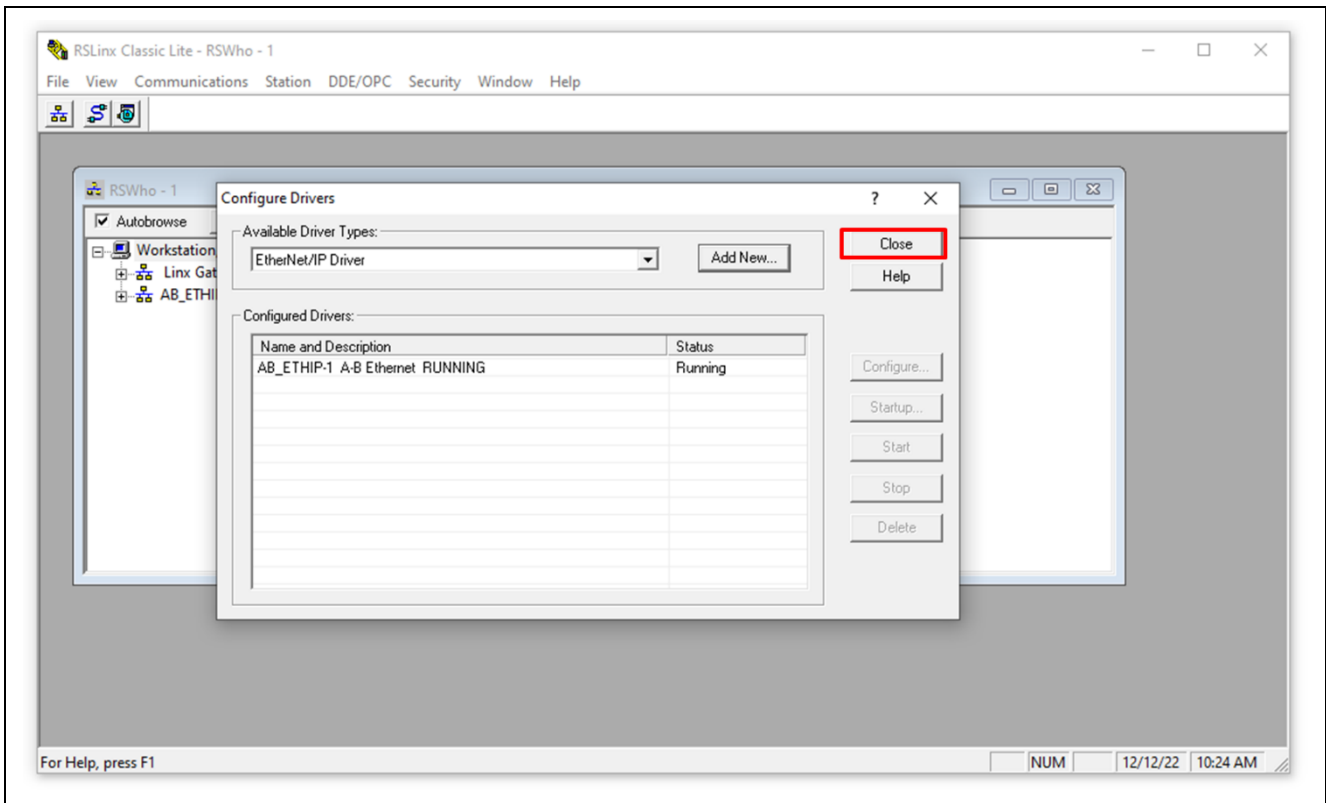 RSLinx Classic Lite - RSWho - 1
File View Communications Station DDE/OPC Security Window Help
RSWho - 1
Autobrowse
Workstation
Linx Gat
AB_ETHI
Configure Drivers
?
Available Driver Types:
EtherNet/IP Driver
Add New...
Close
Help
Configured Drivers:
Name and Description Status
AB_ETHIP-1 A-B Ethernet RUNNING Running
Configure...
Startup...
Start
Stop
Delete
For Help, press F1 NUM 12/12/22 10:24 AM